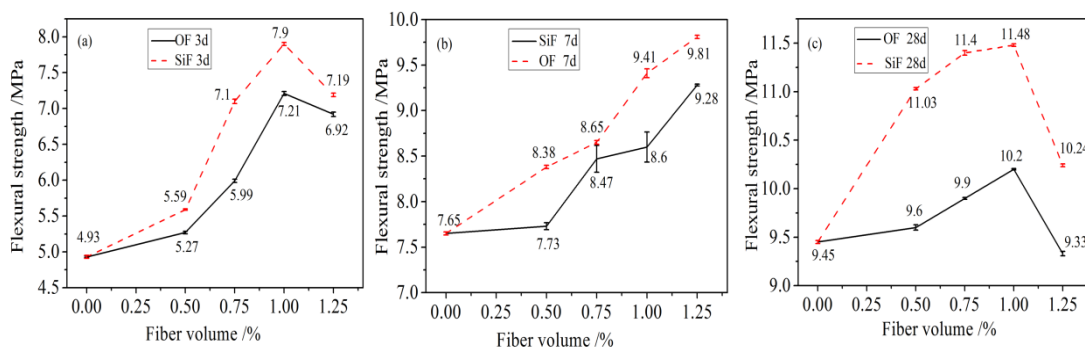 (a)
OF 3d
SiF 3d
Flexural strength /MPa
8.0
7.5
7.0
6.5
6.0
5.5
5.0
4.5
4.93
5.59
5.27
7.1
5.99
7.9
7.21
7.19
6.92
0.00 0.50 0.75 1.00 1.25
Fiber volume /%
(b)
SiF 7d
OF 7d
Flexural strength /MPa
10.0
9.5
9.0
8.5
8.0
7.5
7.0
7.65
8.38
7.73
8.65
8.47
9.41
8.6
9.81
9.28
0.00 0.50 0.75 1.00 1.25
Fiber volume /%
(c)
OF 28d
SiF 28d
Flexural strength /MPa
11.5
11.0
10.5
10.0
9.5
9.0
9.45
11.03
9.6
11.4
9.9
11.48
10.2
10.24
9.33
0.00 0.50 0.75 1.00 1.25
Fiber volume /%